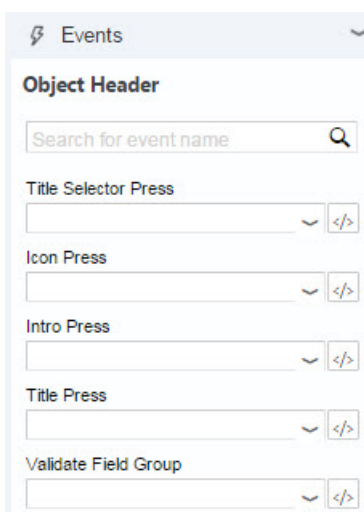 Events
Object Header
Search for event name
Title Selector Press
</>
Icon Press
</>
Intro Press
</>
Title Press
</>
Validate Field Group
</>